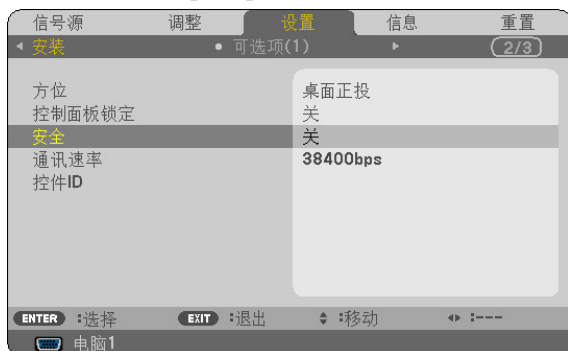 信号源 调整 设置 信息 重置
安装 • 可选项(1) (2/3)
方位 桌面正投
控制面板锁定 关
安全 关
通讯速率 38400bps
控件ID
ENTER :选择 EXIT :退出 :移动 :---
电脑1